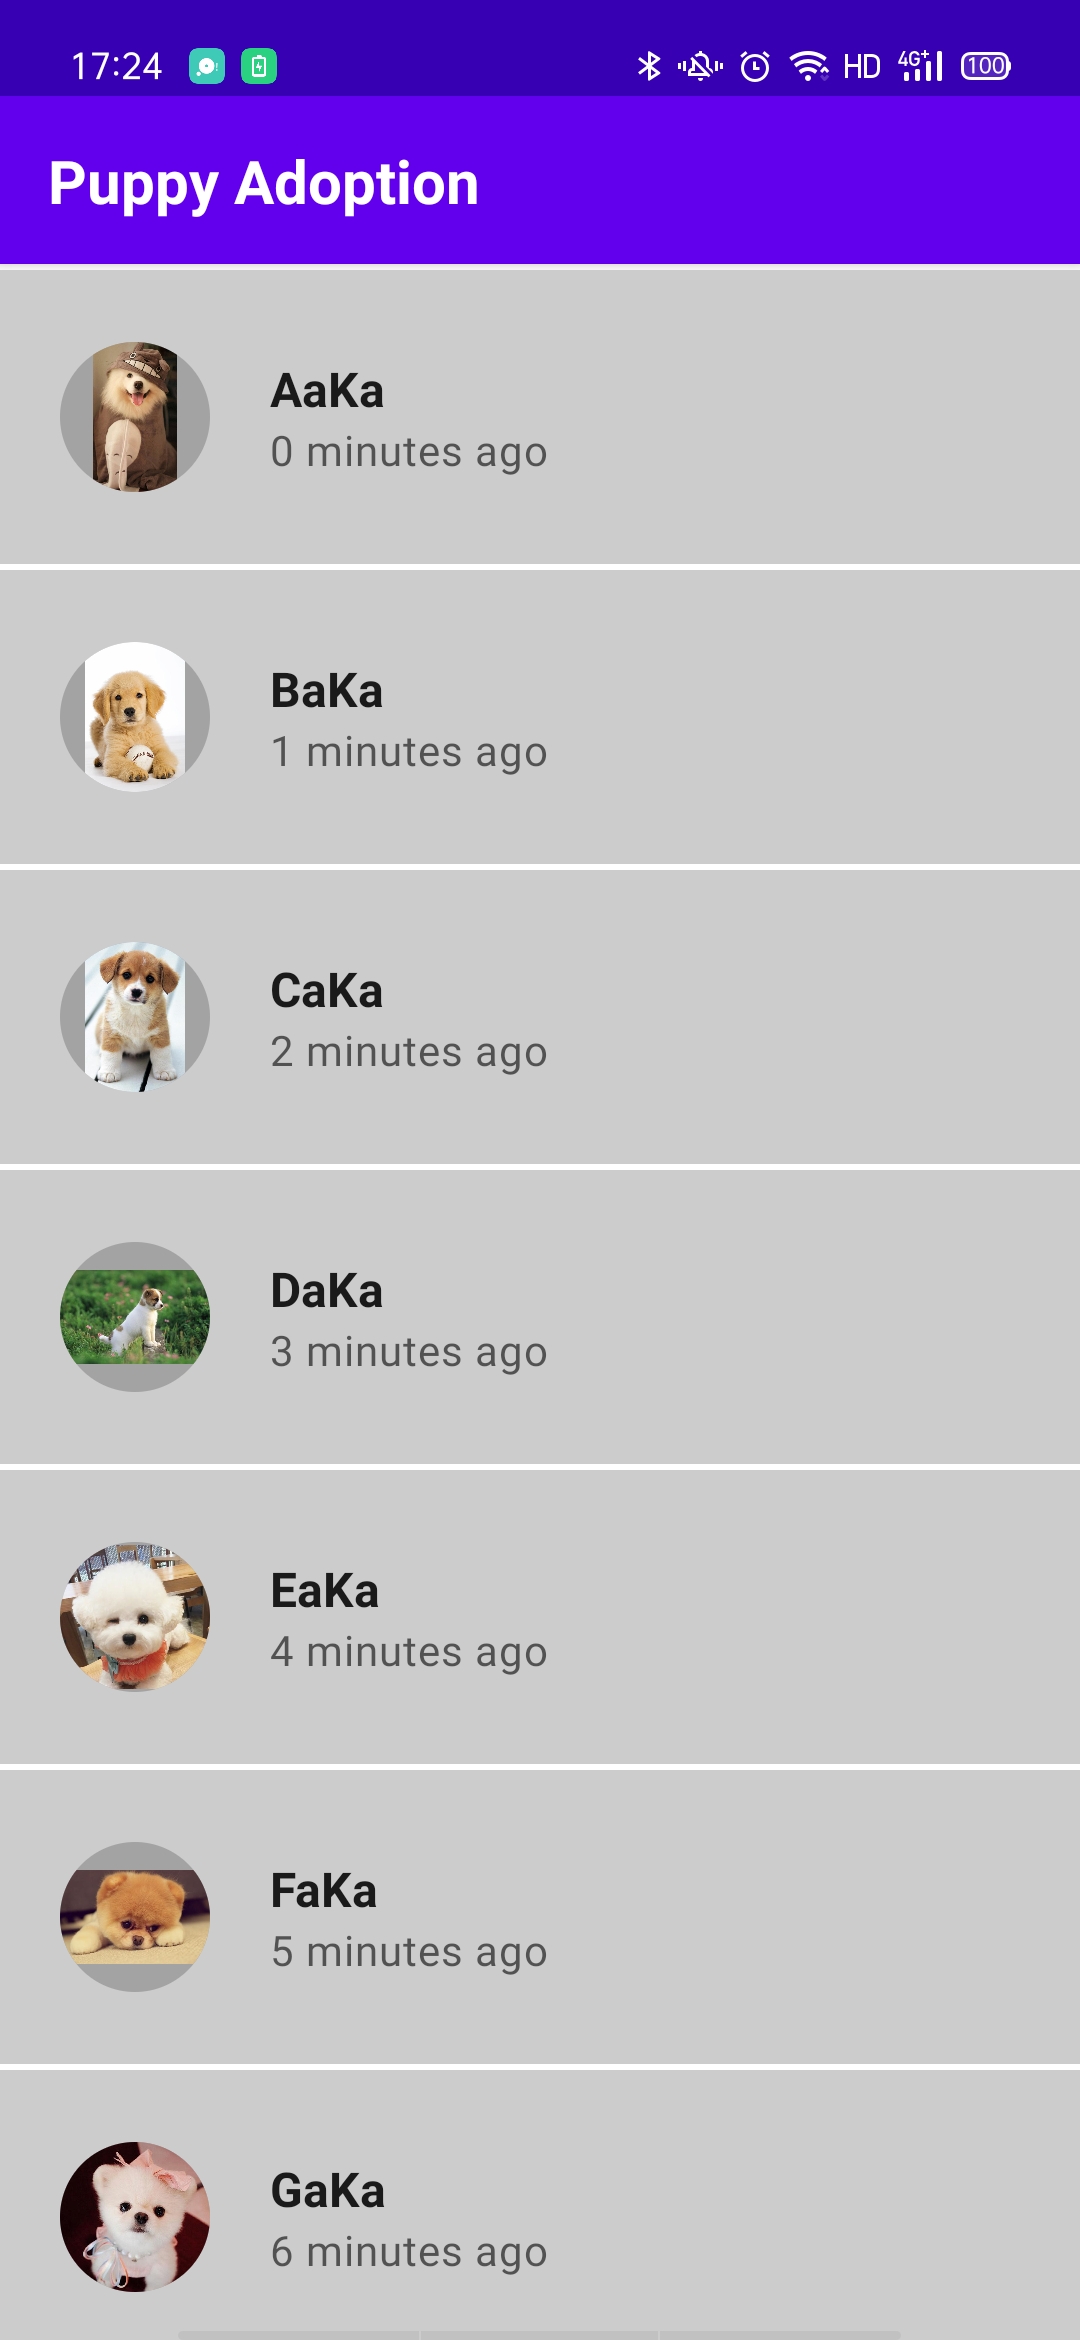 17:24 HD 4G+ 100
Puppy Adoption
AaKa
0 minutes ago
BaKa
1 minutes ago
CaKa
2 minutes ago
DaKa
3 minutes ago
EaKa
4 minutes ago
FaKa
5 minutes ago
GaKa
6 minutes ago